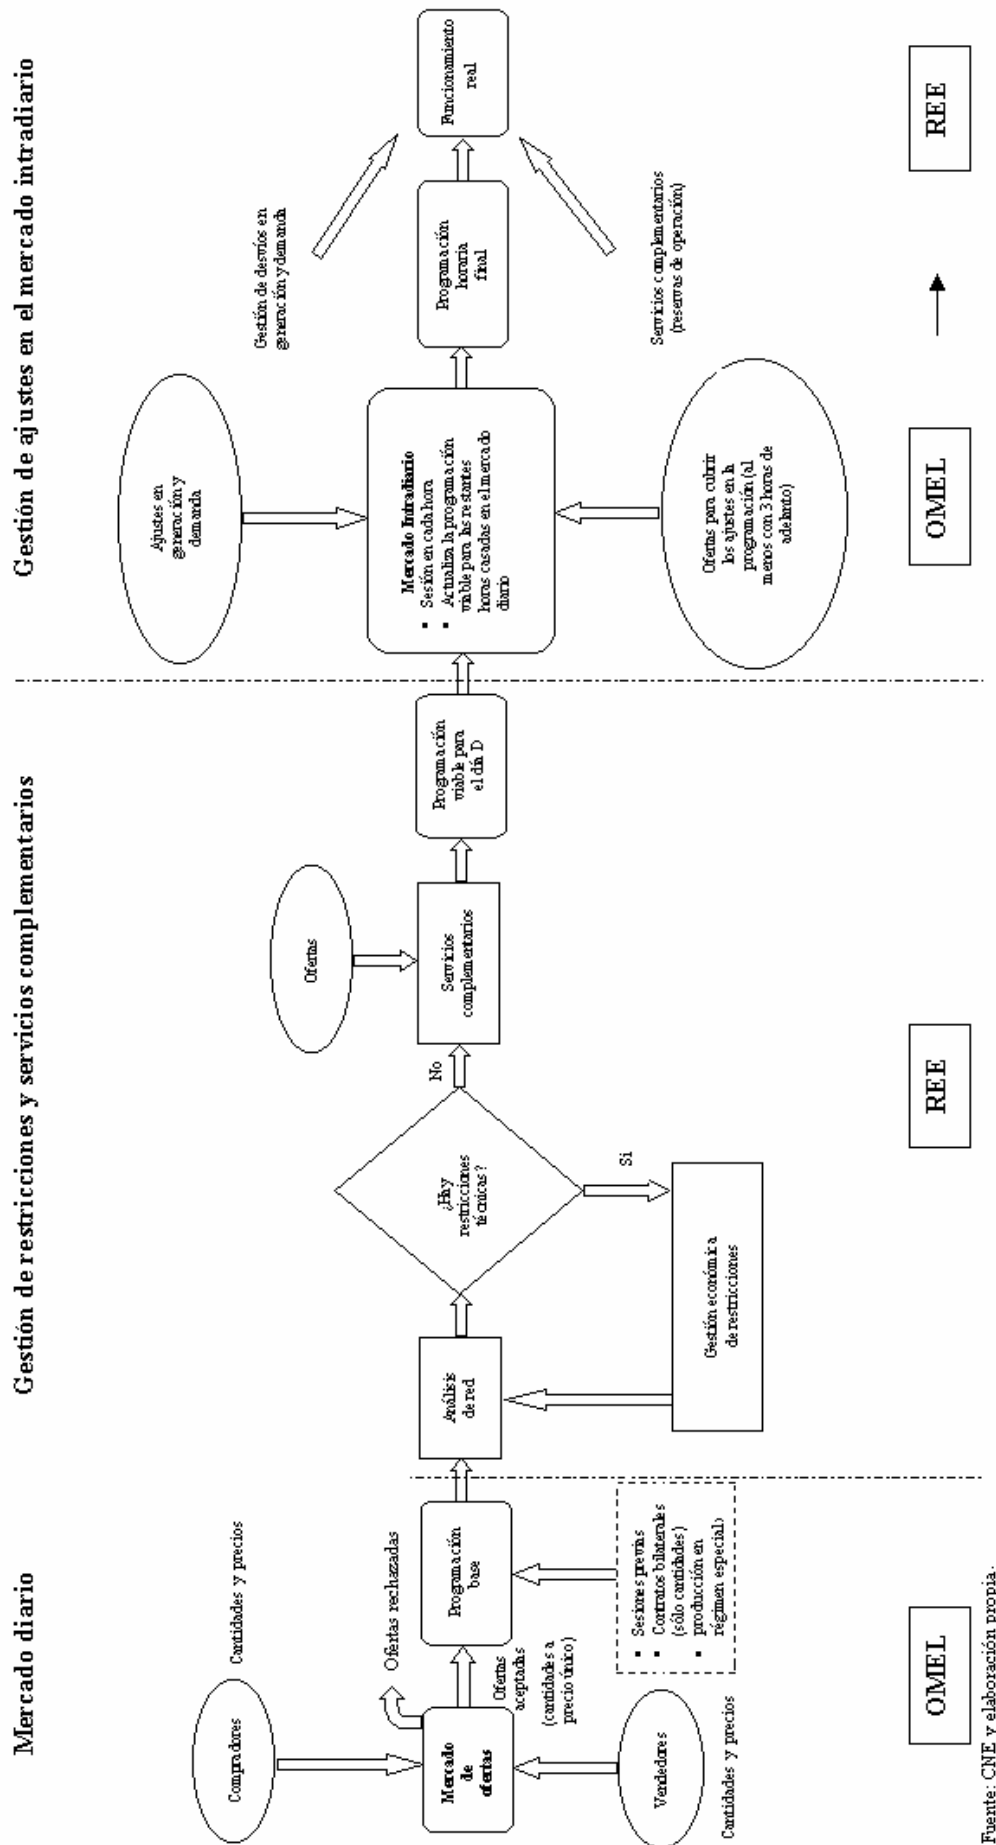 Mercado diario
Gestión de restricciones y servicios complementarios
Gestión de ajustes en el mercado intradiario
Compradores
Cantidades y precios
Mercado
de
ofertas
Ofertas rechazadas
Ofertas
aceptadas
(cantidades a
precio único)
Vendedores
Cantidades y precios
Programación
base
▪ Sesiones previas
▪ Contratos bilaterales
(sólo cantidades)
▪ producción en
régimen especial)
Análisis
de red
¿Hay
restricciones
técnicas?
No
Si
Gestión económica
de restricciones
Ofertas
Servicios
complementarios
Programación
viable para
el día D
Ajustes en
generación y
demanda
Mercado Intradiario
▪ Sesión en cada hora
▪ Actualiza la programación
viable para las restantes
horas casadas en el mercado
diario
Ofertas para cubrir
los ajustes en la
programación (al
menos con 3 horas de
adelanto)
Programación
horaria
final
Gestión de desvíos en
generación y demanda
Funcionamiento
real
Servicios complementarios
(reservas de operación)
OMEL
REE
OMEL
REE
Fuente: CNE y elaboración propia.